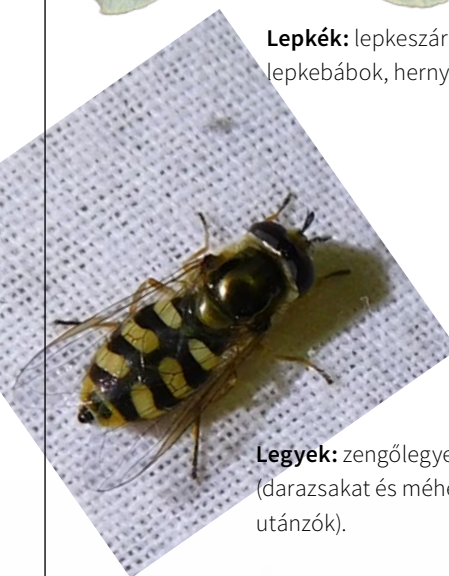 Lepkék: lepkeszár
lepkebábok, herny
Legyek: zengőlegye
(darazsakat és méhe
utánzók).